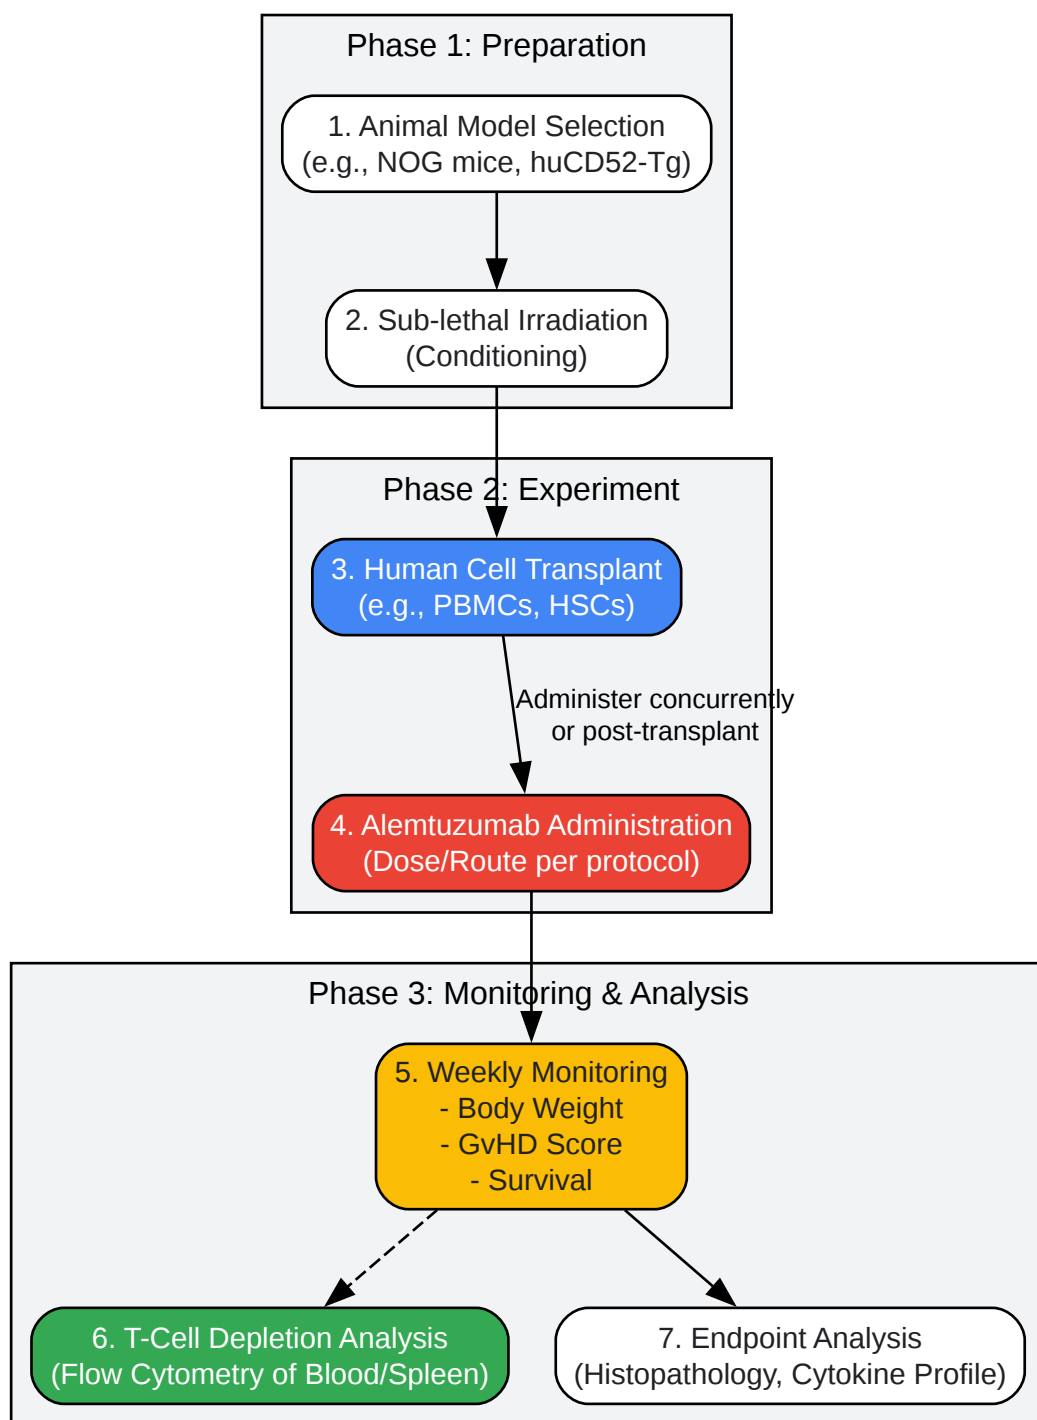 Phase 1: Preparation
1. Animal Model Selection
(e.g., NOG mice, huCD52-Tg)
2. Sub-lethal Irradiation
(Conditioning)
Phase 2: Experiment
3. Human Cell Transplant
(e.g., PBMCs, HSCs)
Administer concurrently
or post-transplant
4. Alemtuzumab Administration
(Dose/Route per protocol)
Phase 3: Monitoring & Analysis
5. Weekly Monitoring
- Body Weight
- GvHD Score
- Survival
6. T-Cell Depletion Analysis
(Flow Cytometry of Blood/Spleen)
7. Endpoint Analysis
(Histopathology, Cytokine Profile)